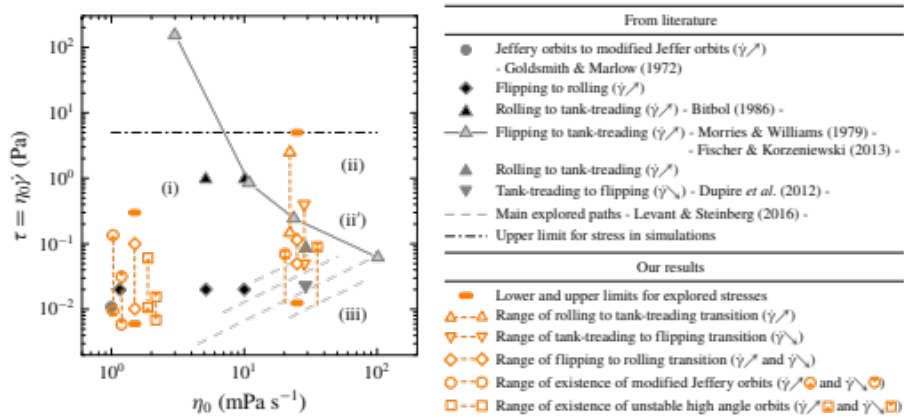 10²
10¹
10⁰
10⁻¹
10⁻²
τ = η₀γ̇ (Pa)
(i)
(ii)
(ii')
(iii)
10⁰
10¹
10²
η₀ (mPa s⁻¹)
From literature
Jeffery orbits to modified Jeffer orbits (γ̇↗)
- Goldsmith & Marlow (1972)
Flipping to rolling (γ̇↗)
Rolling to tank-treading (γ̇↗) - Bitbol (1986) -
Flipping to tank-treading (γ̇↗) - Morries & Williams (1979) -
- Fischer & Korzeniewski (2013) -
Rolling to tank-treading (γ̇↗)
Tank-treading to flipping (γ̇↘) - Dupire et al. (2012) -
Main explored paths - Levant & Steinberg (2016) -
Upper limit for stress in simulations
Our results
Lower and upper limits for explored stresses
Range of rolling to tank-treading transition (γ̇↗)
Range of tank-treading to flipping transition (γ̇↘)
Range of flipping to rolling transition (γ̇↗ and γ̇↘)
Range of existence of modified Jeffery orbits (γ̇↗ and γ̇↘)
Range of existence of unstable high angle orbits (γ̇↗ and γ̇↘)